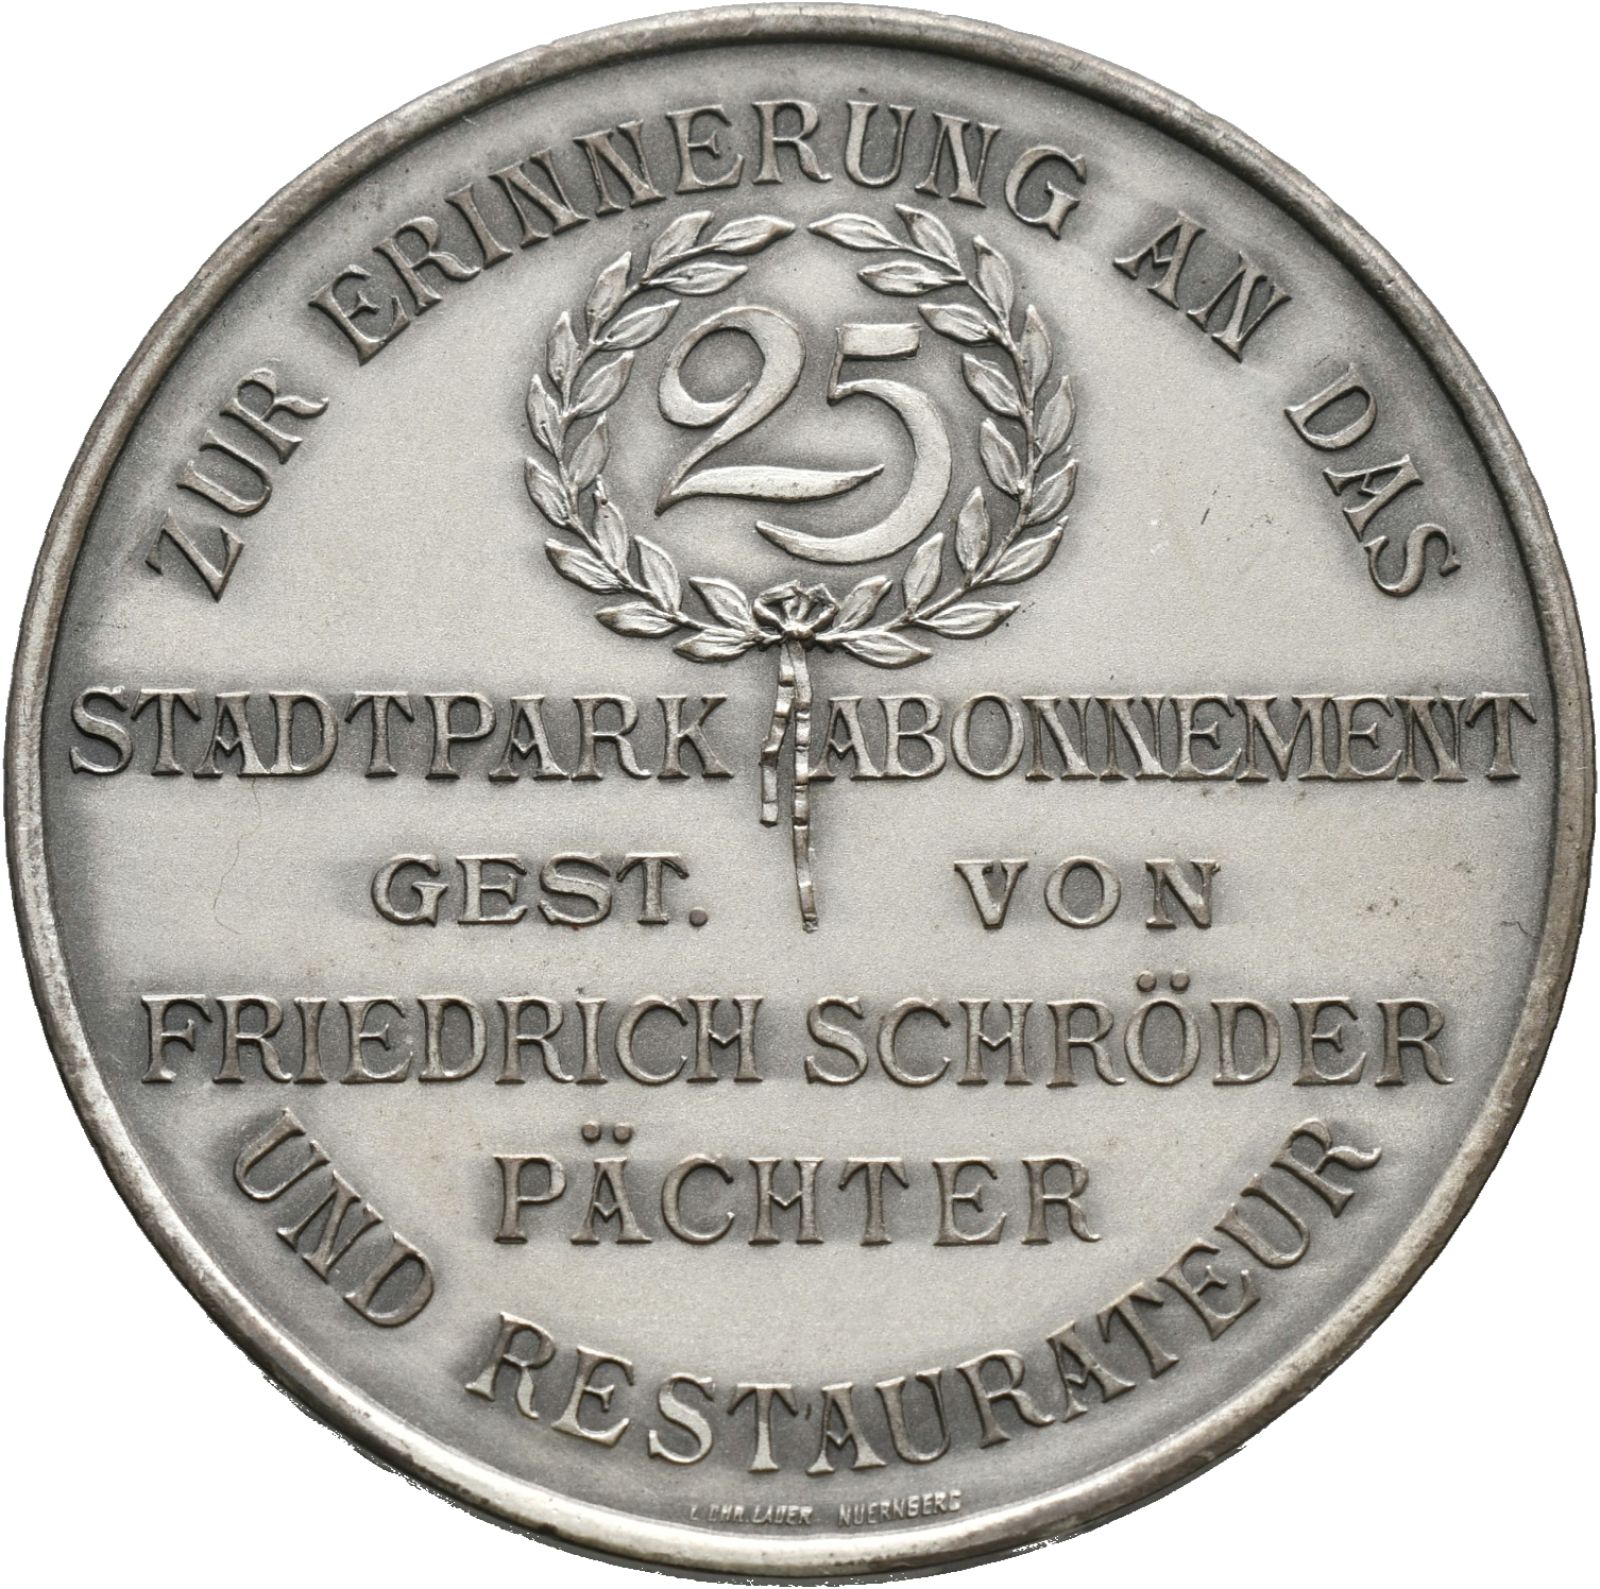 ZUR ERINNERUNG AN DAS
25
STADTPARK ABONNEMENT
GEST. VON
FRIEDRICH SCHRÖDER
PÄCHTER
UND RESTAURATEUR
L. CHR. LAUER NUERNBERG